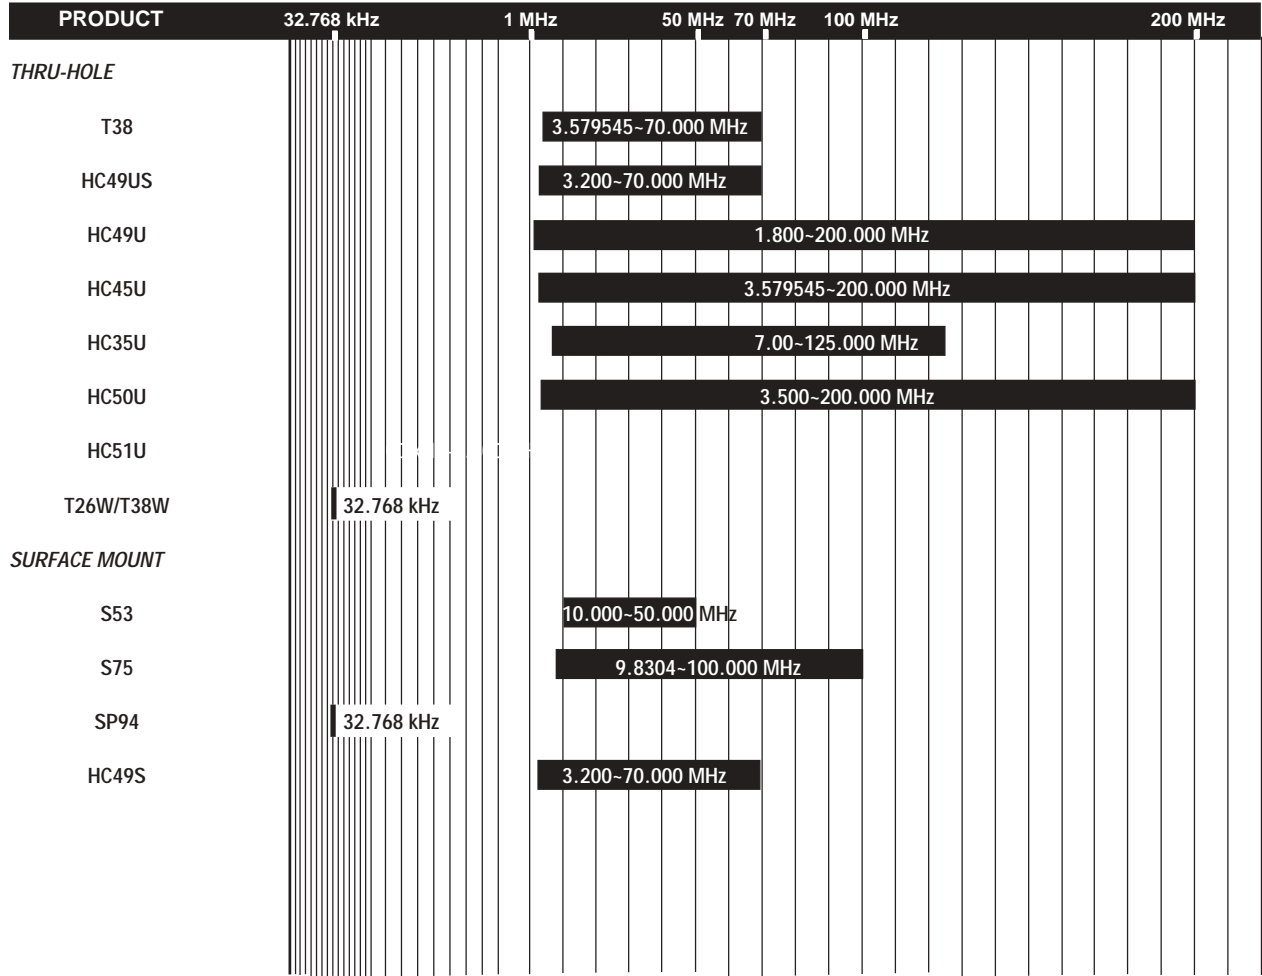 PRODUCT 32.768 kHz 1 MHz 50 MHz 70 MHz 100 MHz 200 MHz
THRU-HOLE
T38 3.579545~70.000 MHz
HC49US 3.200~70.000 MHz
HC49U 1.800~200.000 MHz
HC45U 3.579545~200.000 MHz
HC35U 7.00~125.000 MHz
HC50U 3.500~200.000 MHz
HC51U
T26W/T38W 32.768 kHz
SURFACE MOUNT
S53 10.000~50.000 MHz
S75 9.8304~100.000 MHz
SP94 32.768 kHz
HC49S 3.200~70.000 MHz